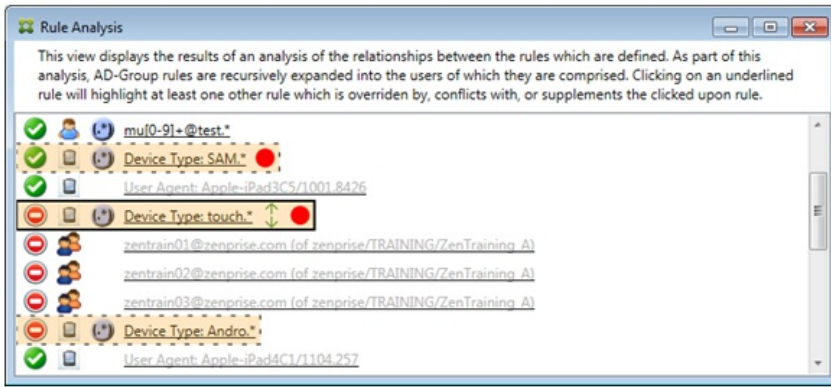 Rule Analysis
This view displays the results of an analysis of the relationships between the rules which are defined. As part of this
analysis, AD-Group rules are recursively expanded into the users of which they are comprised. Clicking on an underlined
rule will highlight at least one other rule which is overriden by, conflicts with, or supplements the clicked upon rule.
(.*) mu[0-9]+@test.*
(.*) Device Type: SAM.*
User Agent: Apple-iPad3C5/1001.8426
(.*) Device Type: touch.*
zentrain01@zenprise.com (of zenprise/TRAINING/ZenTraining A)
zentrain02@zenprise.com (of zenprise/TRAINING/ZenTraining A)
zentrain03@zenprise.com (of zenprise/TRAINING/ZenTraining A)
(.*) Device Type: Andro.*
User Agent: Apple-iPad4C1/1104.257